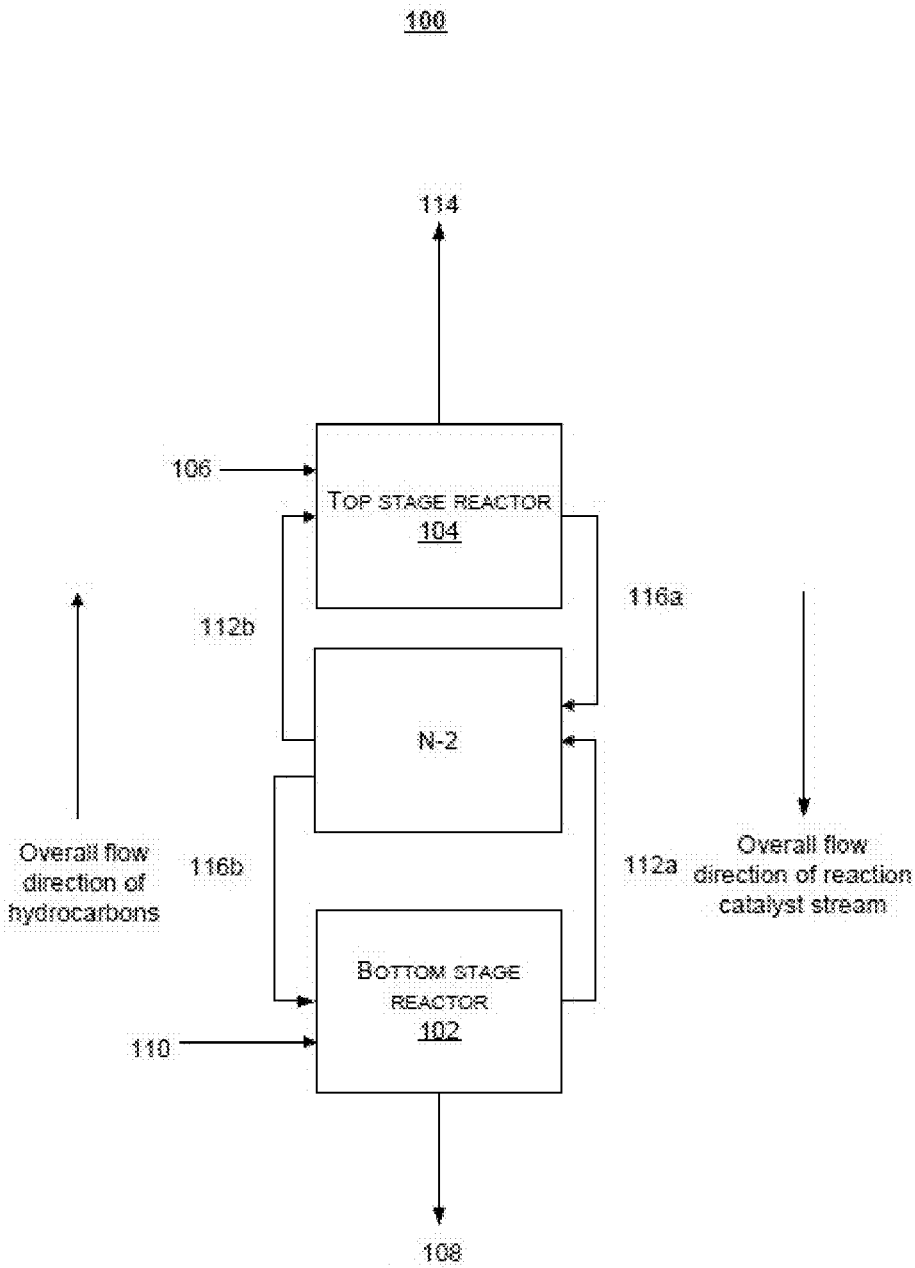 100
114
106
TOP STAGE REACTOR
104
116a
112b
N-2
Overall flow
direction of
hydrocarbons
116b
112a
Overall flow
direction of reaction
catalyst stream
BOTTOM STAGE
REACTOR
102
110
108